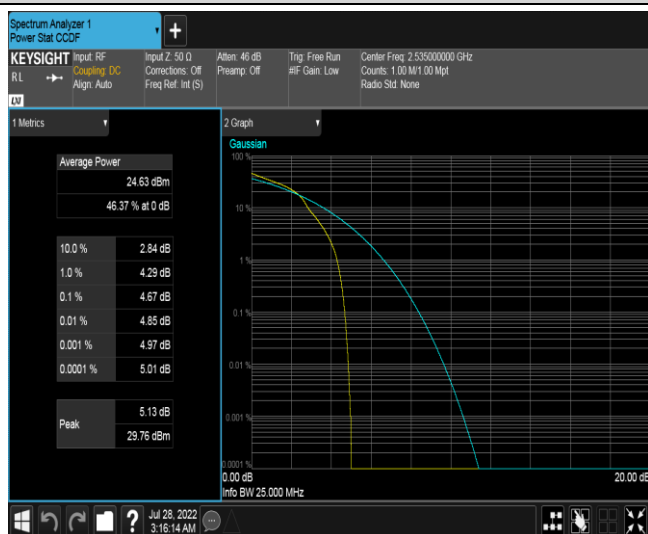 Spectrum Analyzer 1
Power Stat CCDF
+
KEYSIGHT Input: RF Input Z: 50 Ω Atten: 46 dB Trig: Free Run Center Freq: 2.535000000 GHz
RL Coupling: DC Corrections: Off Preamp: Off #IF Gain: Low Counts: 1.00 M/1.00 Mpt
Align: Auto Freq Ref: Int (S) Radio Std: None
LXI
1 Metrics
2 Graph
Average Power
24.63 dBm
46.37 % at 0 dB
10.0 % 2.84 dB
1.0 % 4.29 dB
0.1 % 4.67 dB
0.01 % 4.85 dB
0.001 % 4.97 dB
0.0001 % 5.01 dB
Peak 5.13 dB
29.76 dBm
Gaussian
100 %
10 %
1 %
0.1 %
0.01 %
0.001 %
0.0001 %
0.00 dB 20.00 dB
Info BW 25.000 MHz
?
Jul 28, 2022
3:16:14 AM